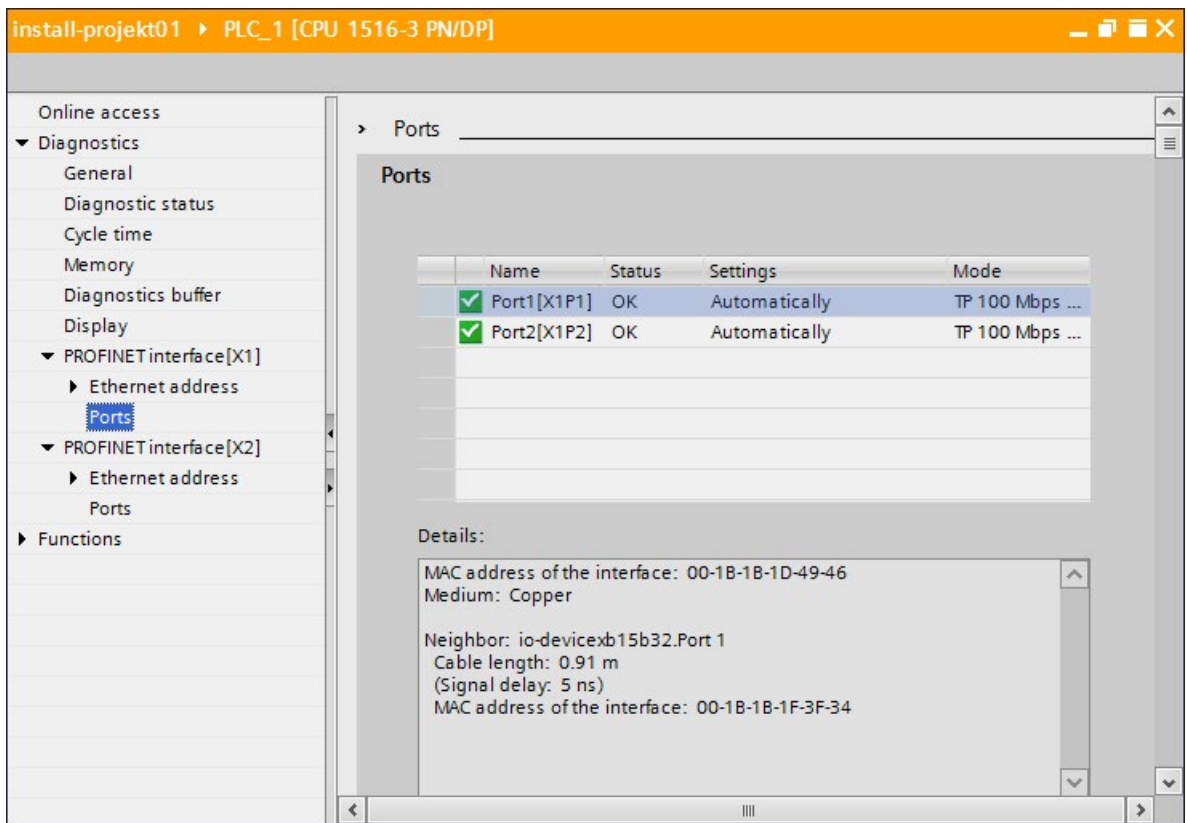 install-projekt01 ▸ PLC_1 [CPU 1516-3 PN/DP]
Online access
Diagnostics
General
Diagnostic status
Cycle time
Memory
Diagnostics buffer
Display
PROFINET interface[X1]
Ethernet address
Ports
PROFINET interface[X2]
Ethernet address
Ports
Functions
Ports
Ports
Name Status Settings Mode
Port1[X1P1] OK Automatically TP 100 Mbps ...
Port2[X1P2] OK Automatically TP 100 Mbps ...
Details:
MAC address of the interface: 00-1B-1B-1D-49-46
Medium: Copper
Neighbor: io-devicexb15b32.Port 1
Cable length: 0.91 m
(Signal delay: 5 ns)
MAC address of the interface: 00-1B-1B-1F-3F-34